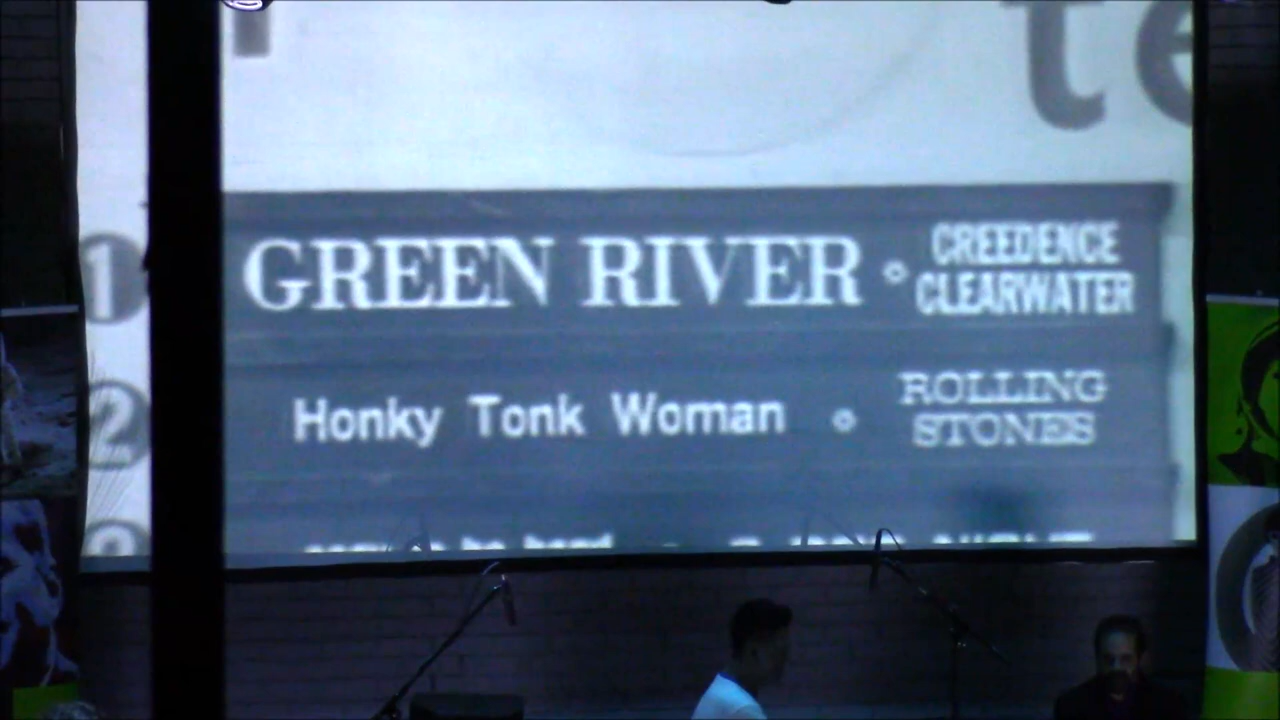 te
1 GREEN RIVER CREEDENCE
CLEARWATER
2 Honky Tonk Woman ROLLING
STONES